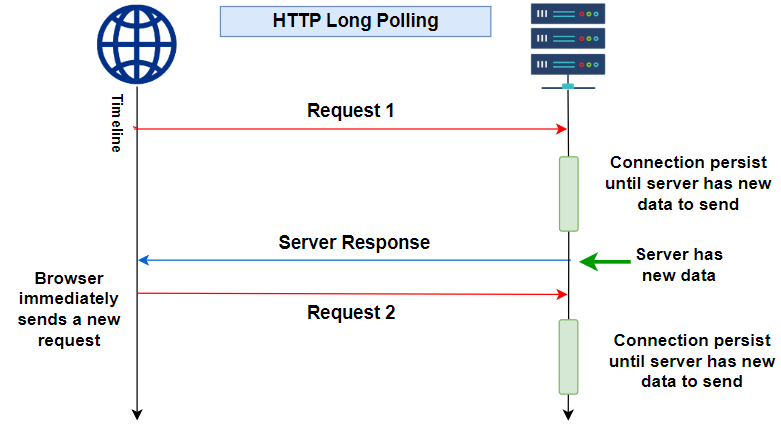 HTTP Long Polling
Timeline
Request 1
Connection persist
until server has new
data to send
Server Response
Server has
new data
Browser
immediately
sends a new
request
Request 2
Connection persist
until server has new
data to send